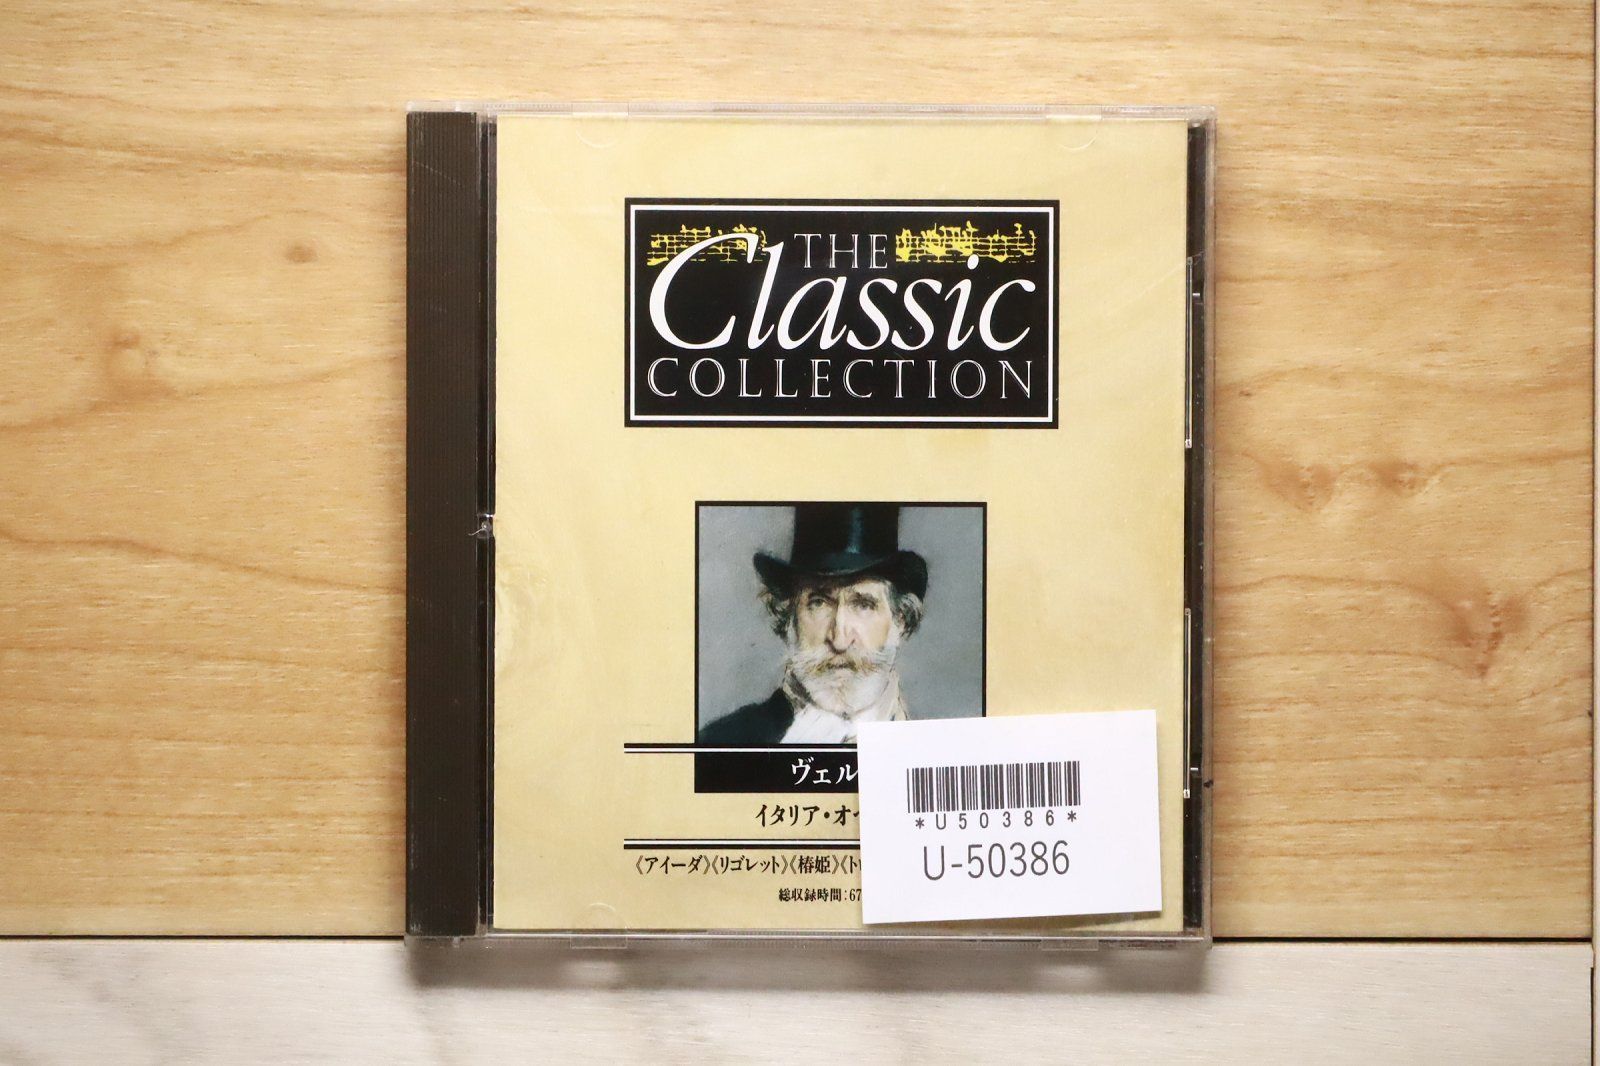 THE
Classic
COLLECTION
ヴェル
イタリア・オ
《アイーダ》《リゴレット》《椿姫》《ト
総収録時間：67
*U50386*
U-50386